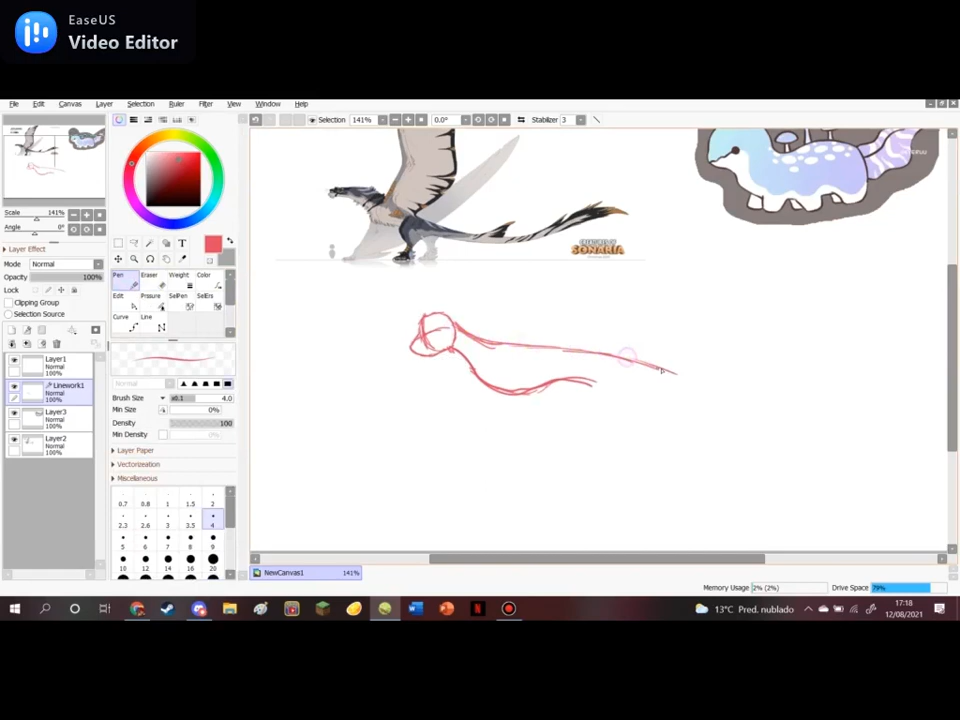 EaseUS
Video Editor
File Edit Canvas Layer Selection Ruler Filter View Window Help
Selection 141% 0.0° Stabilizer 3
Scale 141%
Angle 0°
Layer Effect
Mode Normal
Opacity 100%
Lock
Clipping Group
Selection Source
Layer1
Normal
100%
Linework1
Normal
100%
Layer3
Normal
100%
Layer2
Normal
100%
T
Pen Eraser Weight Color
Edit Prssure SelPen SelErs
Curve Line
Normal
Brush Size x0.1 4.0
Min Size 0%
Density 100
Min Density 0%
Layer Paper
Vectorization
Miscellaneous
0.7 0.8 1 1.5 2
2.3 2.6 3 3.5 4
5 6 7 8 9
10 12 14 16 20
CREATURES OF
SONARIA
NewCanvas1 141%
Memory Usage 2% (2%) Drive Space 79%
13°C Pred. nublado
17:18
12/08/2021